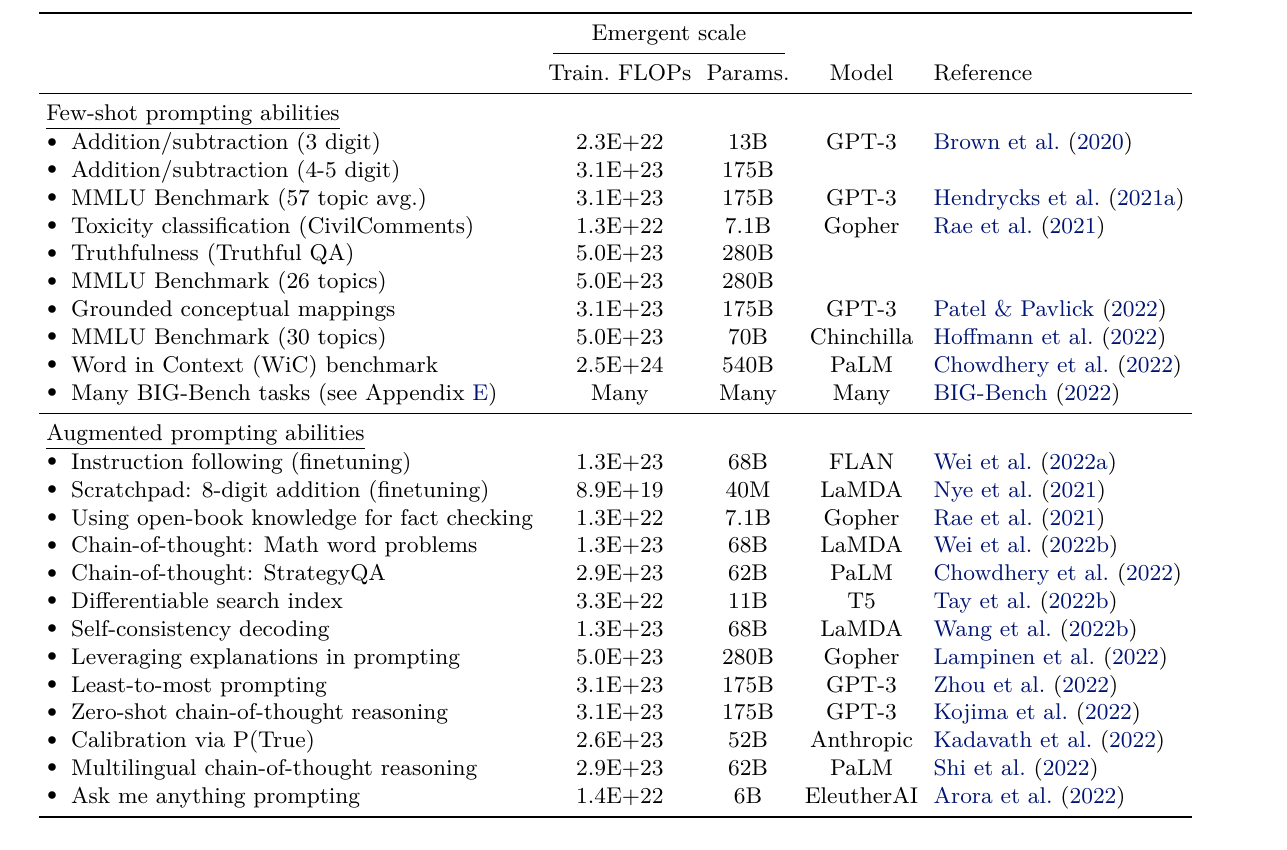 Emergent scale
Train. FLOPs Params. Model Reference
Few-shot prompting abilities
• Addition/subtraction (3 digit) 2.3E+22 13B GPT-3 Brown et al. (2020)
• Addition/subtraction (4-5 digit) 3.1E+23 175B
• MMLU Benchmark (57 topic avg.) 3.1E+23 175B GPT-3 Hendrycks et al. (2021a)
• Toxicity classification (CivilComments) 1.3E+22 7.1B Gopher Rae et al. (2021)
• Truthfulness (Truthful QA) 5.0E+23 280B
• MMLU Benchmark (26 topics) 5.0E+23 280B
• Grounded conceptual mappings 3.1E+23 175B GPT-3 Patel & Pavlick (2022)
• MMLU Benchmark (30 topics) 5.0E+23 70B Chinchilla Hoffmann et al. (2022)
• Word in Context (WiC) benchmark 2.5E+24 540B PaLM Chowdhery et al. (2022)
• Many BIG-Bench tasks (see Appendix E) Many Many Many BIG-Bench (2022)
Augmented prompting abilities
• Instruction following (finetuning) 1.3E+23 68B FLAN Wei et al. (2022a)
• Scratchpad: 8-digit addition (finetuning) 8.9E+19 40M LaMDA Nye et al. (2021)
• Using open-book knowledge for fact checking 1.3E+22 7.1B Gopher Rae et al. (2021)
• Chain-of-thought: Math word problems 1.3E+23 68B LaMDA Wei et al. (2022b)
• Chain-of-thought: StrategyQA 2.9E+23 62B PaLM Chowdhery et al. (2022)
• Differentiable search index 3.3E+22 11B T5 Tay et al. (2022b)
• Self-consistency decoding 1.3E+23 68B LaMDA Wang et al. (2022b)
• Leveraging explanations in prompting 5.0E+23 280B Gopher Lampinen et al. (2022)
• Least-to-most prompting 3.1E+23 175B GPT-3 Zhou et al. (2022)
• Zero-shot chain-of-thought reasoning 3.1E+23 175B GPT-3 Kojima et al. (2022)
• Calibration via P(True) 2.6E+23 52B Anthropic Kadavath et al. (2022)
• Multilingual chain-of-thought reasoning 2.9E+23 62B PaLM Shi et al. (2022)
• Ask me anything prompting 1.4E+22 6B EleutherAI Arora et al. (2022)